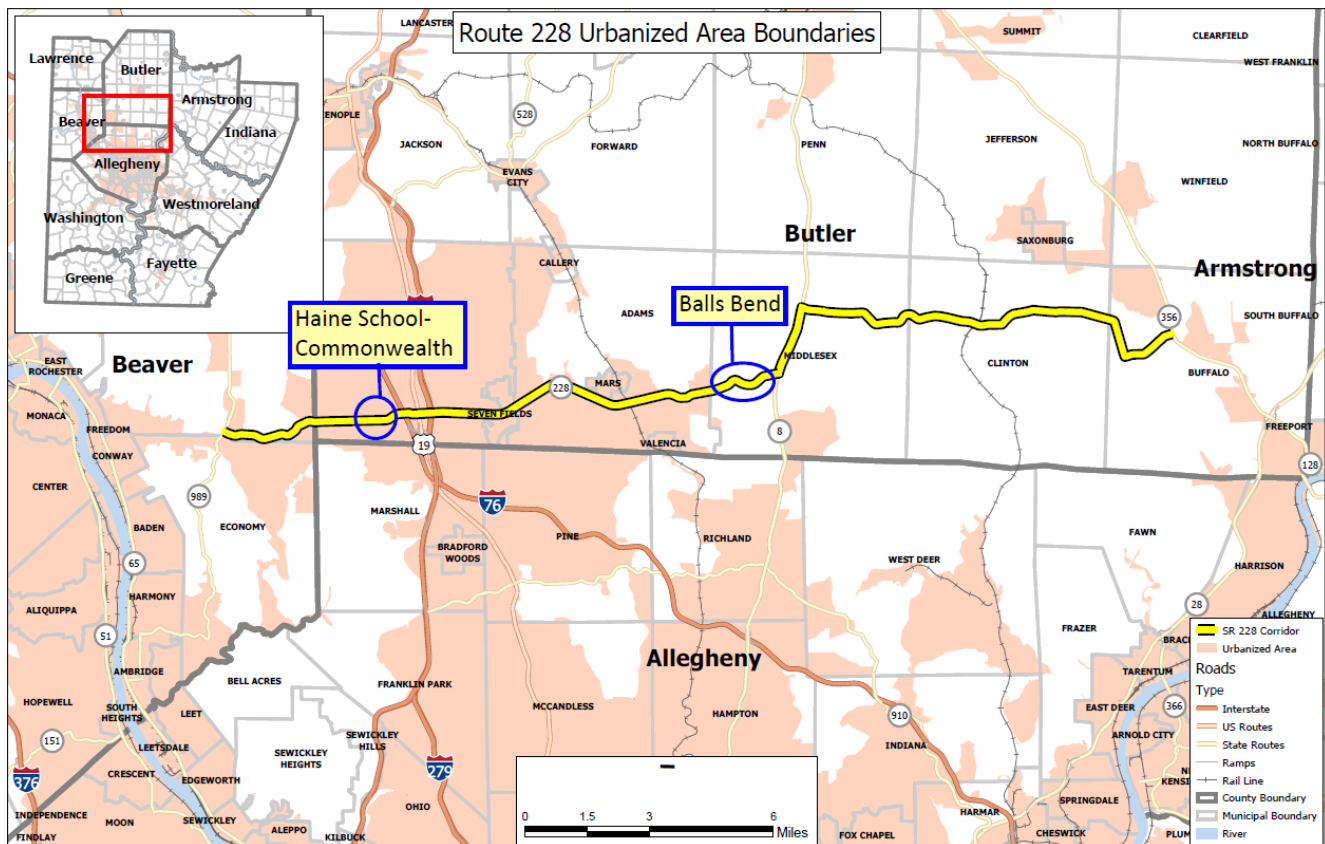 Route 228 Urbanized Area Boundaries
Lawrence
Butler
Armstrong
Beaver
Indiana
Allegheny
Westmoreland
Washington
Fayette
Greene
LANCASTER
SUMMIT
CLEARFIELD
WEST FRANKLIN
ENOPLE
528
JACKSON
FORWARD
PENN
JEFFERSON
NORTH BUFFALO
EVANS
CITY
WINFIELD
Butler
SAXONBURG
CALLERY
Armstrong
Haine School-
Commonwealth
Balls Bend
ADAMS
356
SOUTH BUFFALO
EAST
ROCHESTER
Beaver
MIDDLESEX
CLINTON
BUFFALO
MONACA
228
MARS
FREEDOM
SEVEN FIELDS
CONWAY
19
VALENCIA
8
FREEPORT
128
CENTER
989
76
BADEN
ECONOMY
MARSHALL
BRADFORD
WOODS
PINE
RICHLAND
WEST DEER
FAWN
65
HARMONY
HARRISON
ALIQUIPPA
51
28
ALLEGHENY
FRAZER
BRAC
AMBRIDGE
BELL ACRES
Allegheny
TARENTUM
HOPEWELL
SOUTH
HEIGHTS
LEET
FRANKLIN PARK
MCCANDLESS
HAMPTON
910
EAST DEER
366
151
LEETSDALE
SEWICKLEY
HEIGHTS
SEWICKLEY
HILLS
INDIANA
ARNOLD CITY
376
CRESCENT
EDGEWORTH
279
NE
KENSI
INDEPENDENCE
MOON
SEWICKLEY
OHIO
HARMAR
SPRINGDALE
FINDLAY
ALEPPO
KILBUCK
FOX CHAPEL
CHESWICK
PLUM
0 1.5 3 6
Miles
SR 228 Corridor
Urbanized Area
Roads
Type
Interstate
US Routes
State Routes
Ramps
Rail Line
County Boundary
Municipal Boundary
River